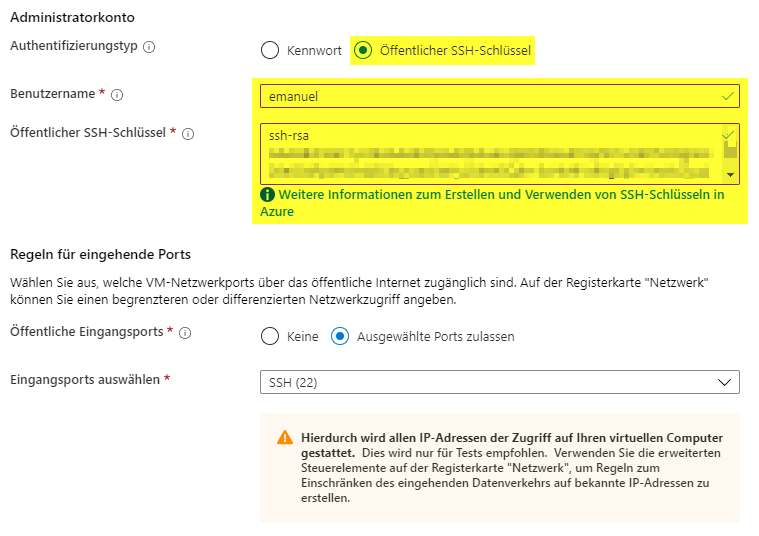 Administratorkonto
Authentifizierungstyp
Kennwort
Öffentlicher SSH-Schlüssel
Benutzername *
emanuel
Öffentlicher SSH-Schlüssel *
ssh-rsa
Weitere Informationen zum Erstellen und Verwenden von SSH-Schlüsseln in
Azure
Regeln für eingehende Ports
Wählen Sie aus, welche VM-Netzwerkports über das öffentliche Internet zugänglich sind. Auf der Registerkarte "Netzwerk"
können Sie einen begrenzteren oder differenzierten Netzwerkzugriff angeben.
Öffentliche Eingangsports *
Keine
Ausgewählte Ports zulassen
Eingangsports auswählen *
SSH (22)
Hierdurch wird allen IP-Adressen der Zugriff auf Ihren virtuellen Computer
gestattet. Dies wird nur für Tests empfohlen. Verwenden Sie die erweiterten
Steuerelemente auf der Registerkarte "Netzwerk", um Regeln zum
Einschränken des eingehenden Datenverkehrs auf bekannte IP-Adressen zu
erstellen.